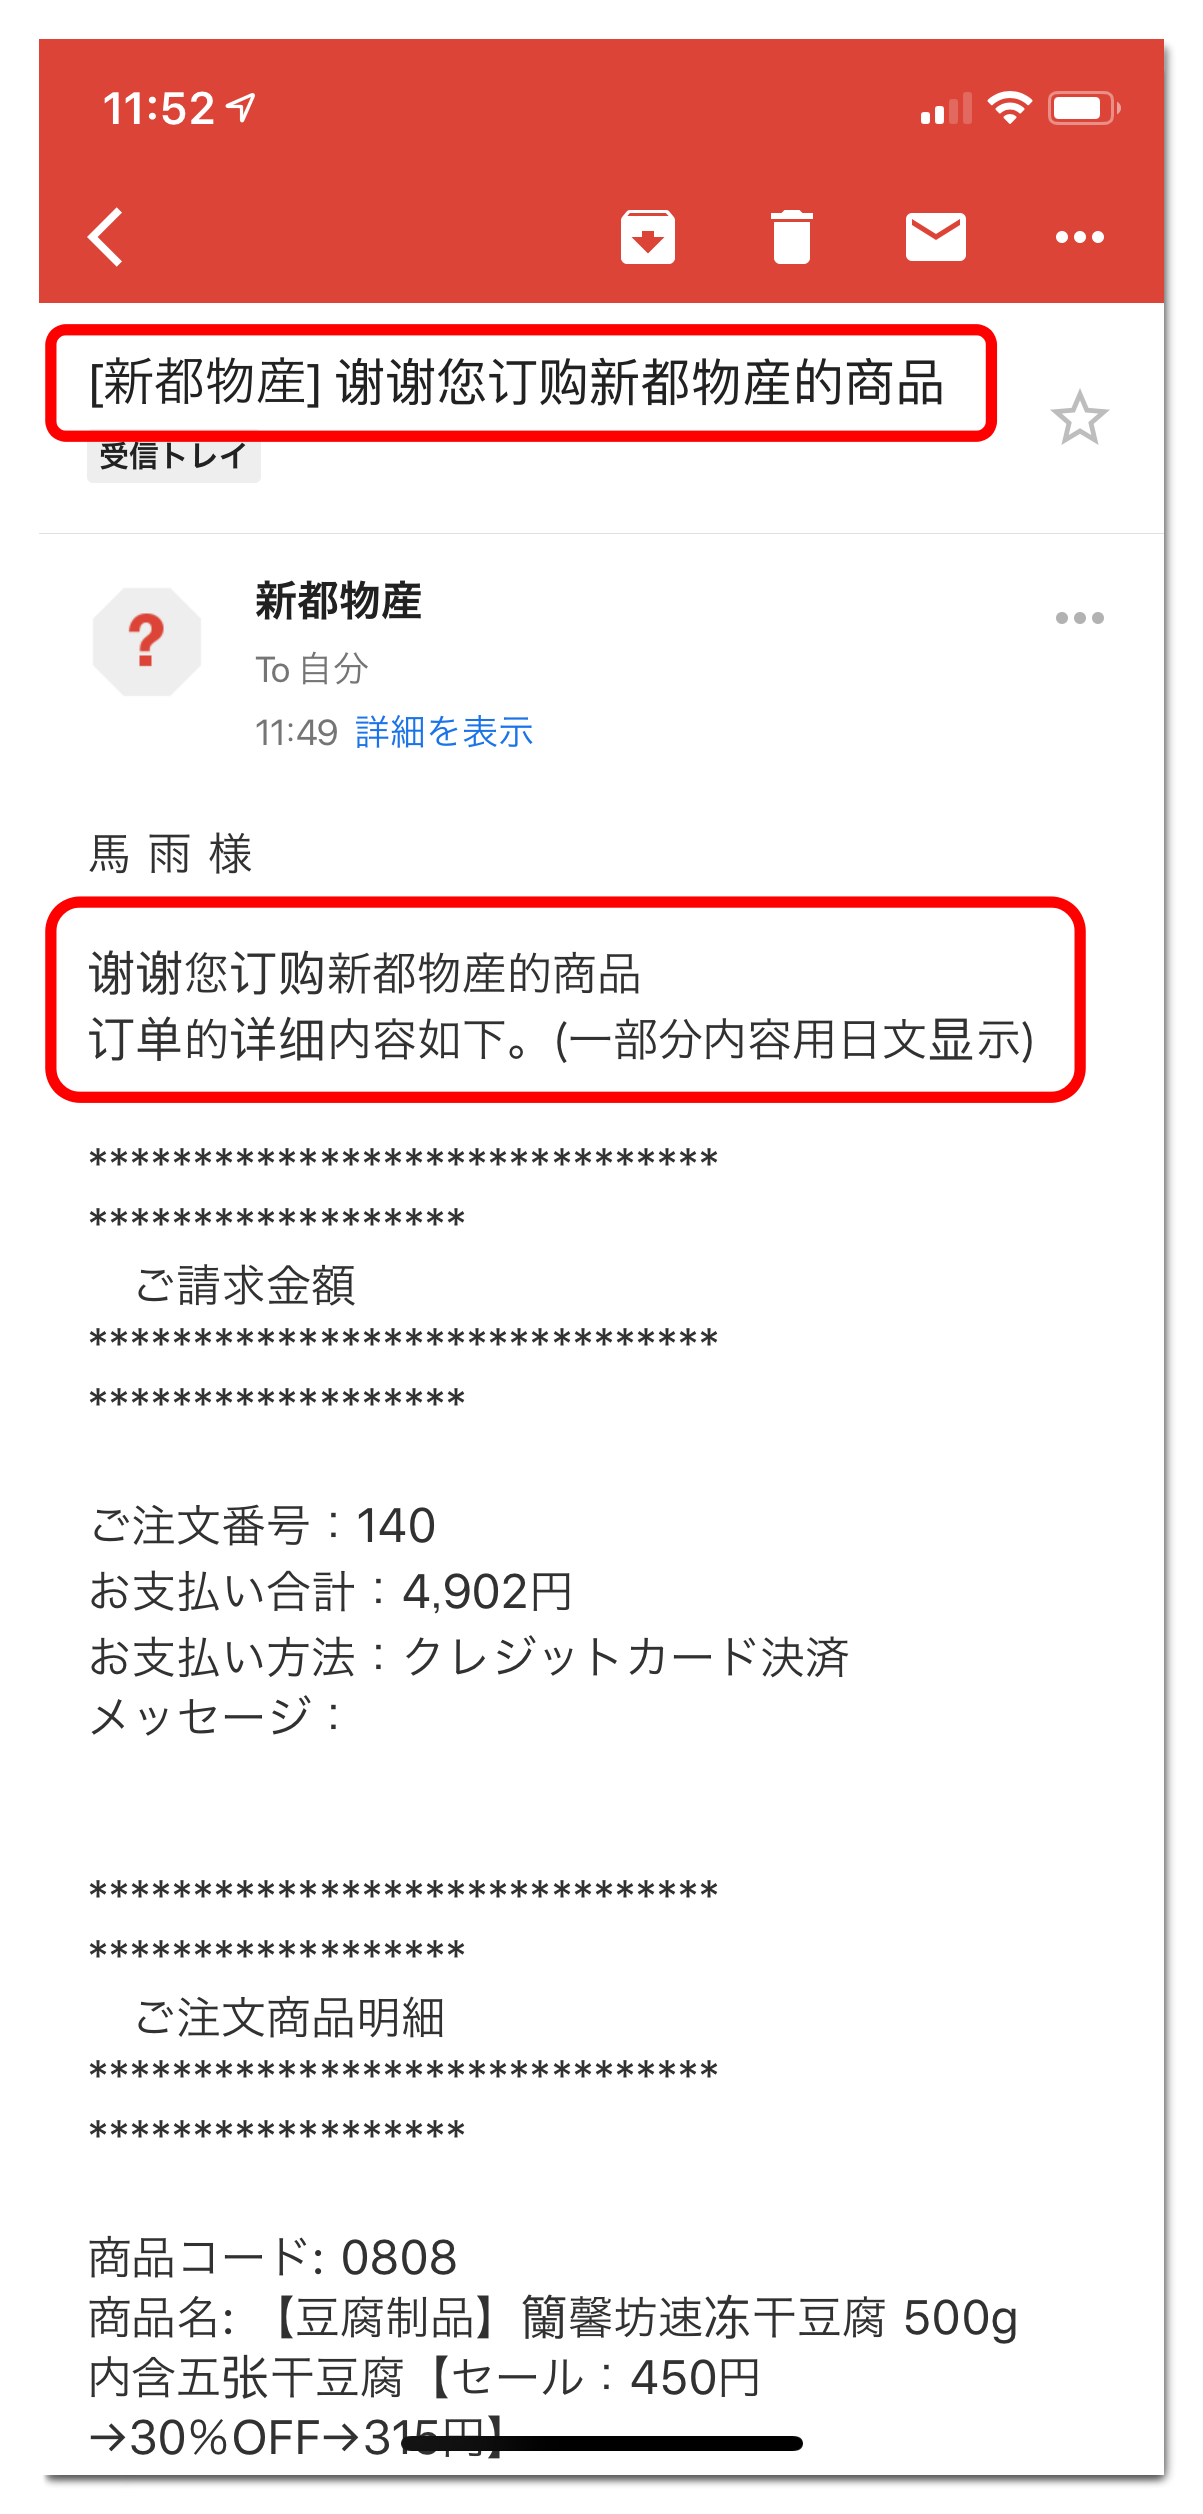 11:52
[新都物産] 谢谢您订购新都物産的商品
受信トレイ
新都物産
To 自分
11:49 詳細を表示
馬 雨 様
谢谢您订购新都物産的商品
订单的详细内容如下。(一部分内容用日文显示)
******************************
******************
ご請求金額
******************************
******************
ご注文番号：140
お支払い合計：4,902円
お支払い方法：クレジットカード決済
メッセージ：
******************************
******************
ご注文商品明細
******************************
******************
商品コード: 0808
商品名: 【豆腐制品】蘭馨坊速冻干豆腐 500g
内含五张干豆腐【セール：450円
→30%OFF→315円】